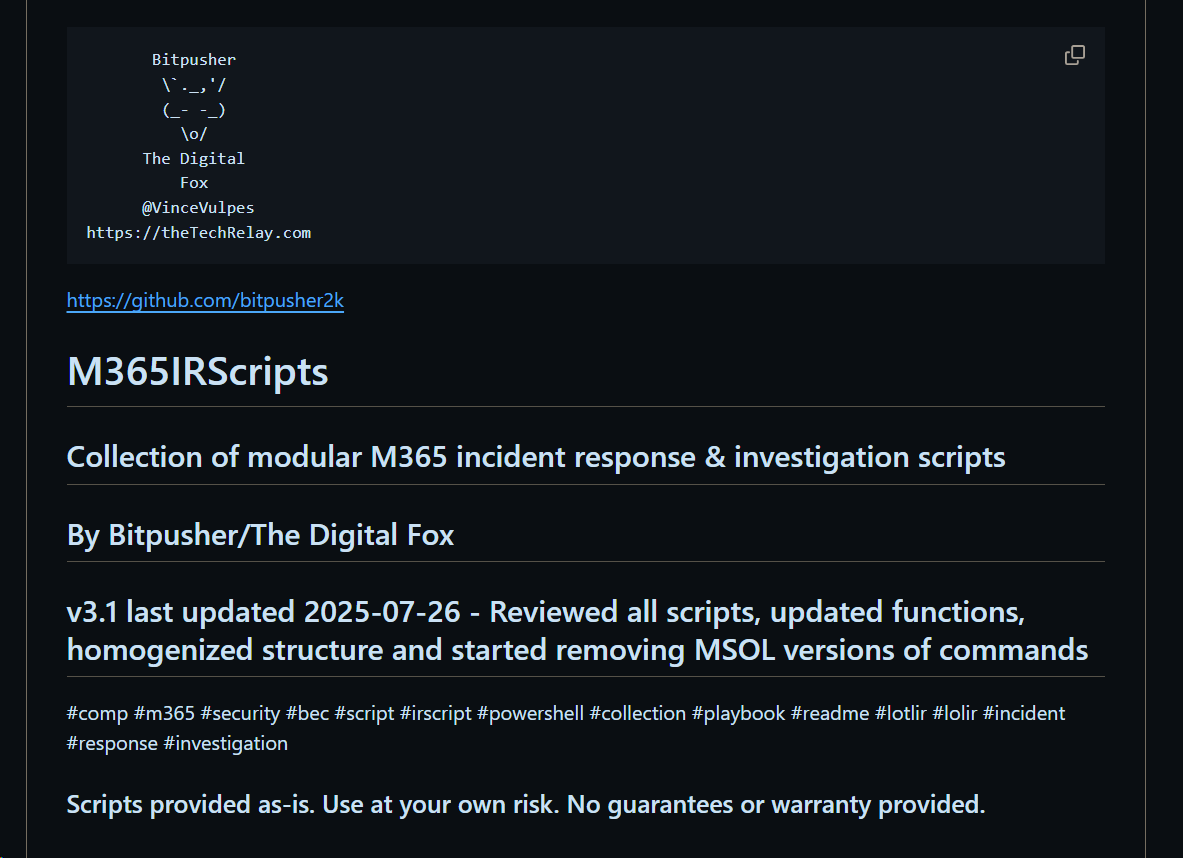 Bitpusher
\`._,'/
(_- -_)
\o/
The Digital
Fox
@VinceVulpes
https://theTechRelay.com
https://github.com/bitpusher2k
M365IRScripts
Collection of modular M365 incident response & investigation scripts
By Bitpusher/The Digital Fox
v3.1 last updated 2025-07-26 - Reviewed all scripts, updated functions,
homogenized structure and started removing MSOL versions of commands
#comp #m365 #security #bec #script #irscript #powershell #collection #playbook #readme #lotlir #lolir #incident
#response #investigation
Scripts provided as-is. Use at your own risk. No guarantees or warranty provided.